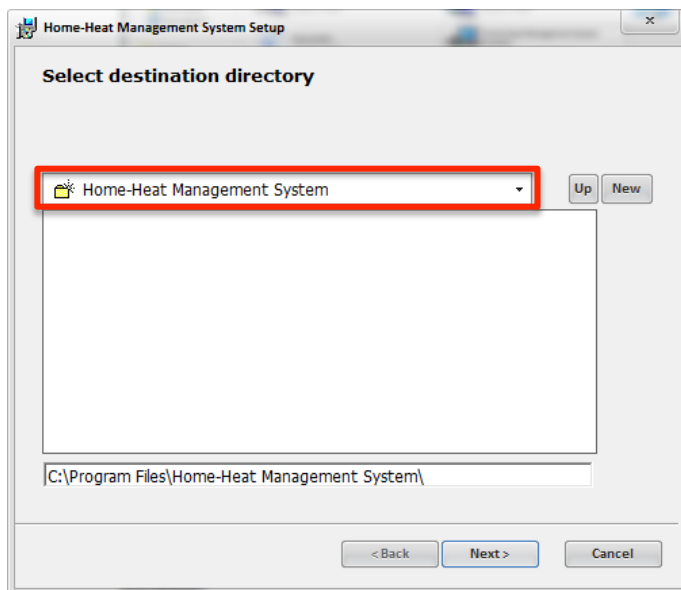 Home-Heat Management System Setup
x
Select destination directory
Home-Heat Management System
Up New
C:\Program Files\Home-Heat Management System\
< Back Next > Cancel